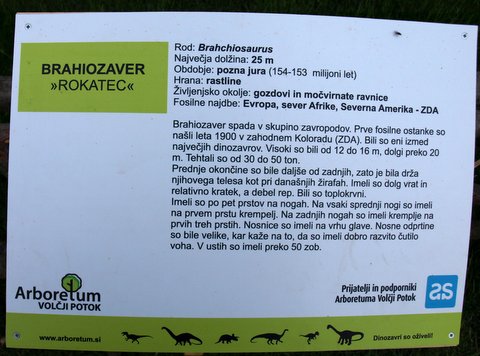 BRAHIOZAVER
»ROKATEC«
Rod: Brahchiosaurus
Največja dolžina: 25 m
Obdobje: pozna jura (154-153 milijoni let)
Hrana: rastline
Življenjsko okolje: gozdovi in močvirnate ravnice
Fosilne najdbe: Evropa, sever Afrike, Severna Amerika - ZDA
Brahiozaver spada v skupino zavropodov. Prve fosilne ostanke so
našli leta 1900 v zahodnem Koloradu (ZDA). Bili so eni izmed
največjih dinozavrov. Visoki so bili od 12 do 16 m, dolgi preko 20
m. Tehtali so od 30 do 50 ton.
Prednje okončine so bile daljše od zadnjih, zato je bila drža
njihovega telesa kot pri današnjih žirafah. Imeli so dolg vrat in
relativno kratek, a debel rep. Bili so toplokrvni.
Imeli so po pet prstov na nogah. Na vsaki sprednji nogi so imeli
na prvem prstu krempelj. Na zadnjih nogah so imeli kremplje na
prvih treh prstih. Nosnice so imeli na vrhu glave. Nosne odprtine
so bile velike, kar kaže na to, da so imeli dobro razvito čutilo
voha. V ustih so imeli preko 50 zob.
Arboretum
VOLČJI POTOK
Prijatelji in podporniki
Arboretuma Volčji Potok
as
www.arboretum.si
Dinozavri so oživeli!